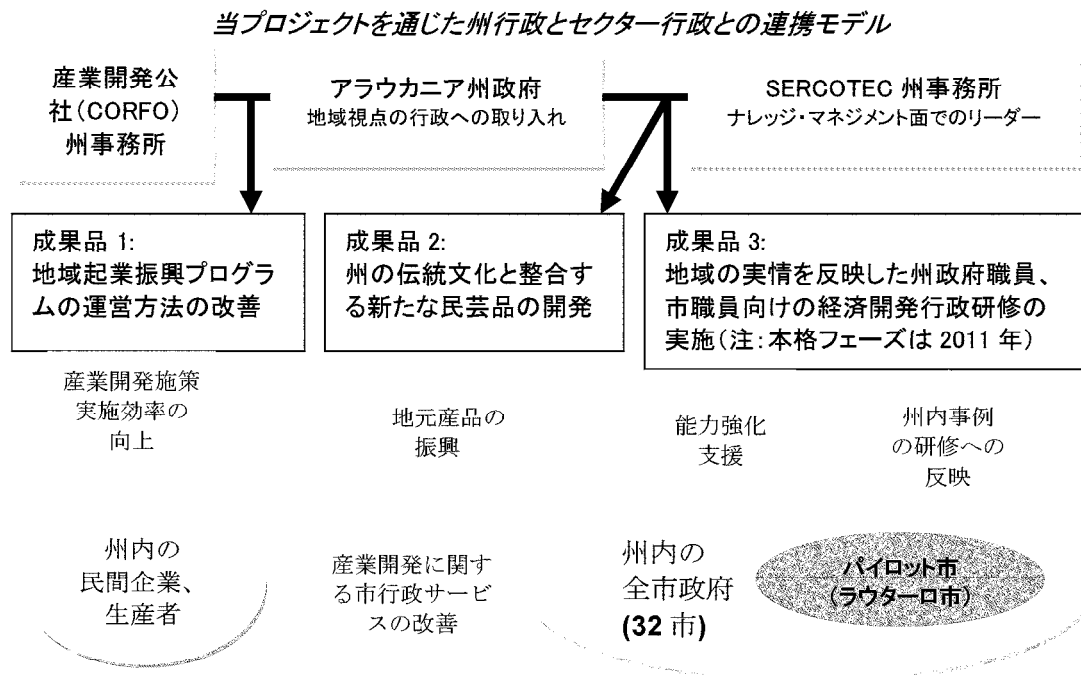 当プロジェクトを通じた州行政とセクター行政との連携モデル
産業開発公
社(CORFO)
州事務所
アラウカニア州政府
地域視点の行政への取り入れ
SERCOTEC 州事務所
ナレッジ・マネジメント面でのリーダー
成果品 1:
地域起業振興プログラ
ムの運営方法の改善
成果品 2:
州の伝統文化と整合す
る新たな民芸品の開発
成果品 3:
地域の実情を反映した州政府職員、
市職員向けの経済開発行政研修の
実施(注:本格フェーズは 2011 年)
産業開発施策
実施効率の
向上
地元産品の
振興
能力強化
支援
州内事例
の研修への
反映
州内の
民間企業、
生産者
産業開発に関す
る市行政サービ
スの改善
州内の
全市政府
(32 市)
パイロット市
(ラウターロ市)